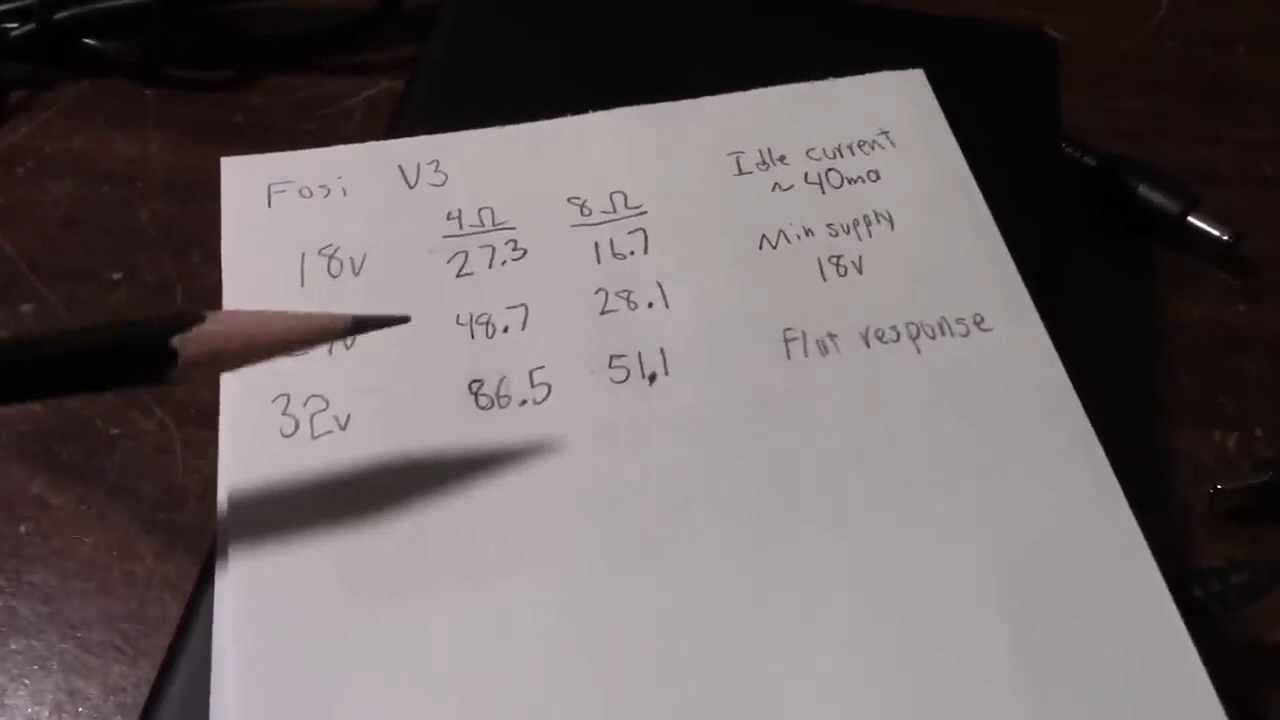 Fosi V3
4Ω 8Ω
18v 27.3 16.7
48.7 28.1
32v 86.5 51.1
Idle current
~ 40ma
Min supply
18v
Flat response